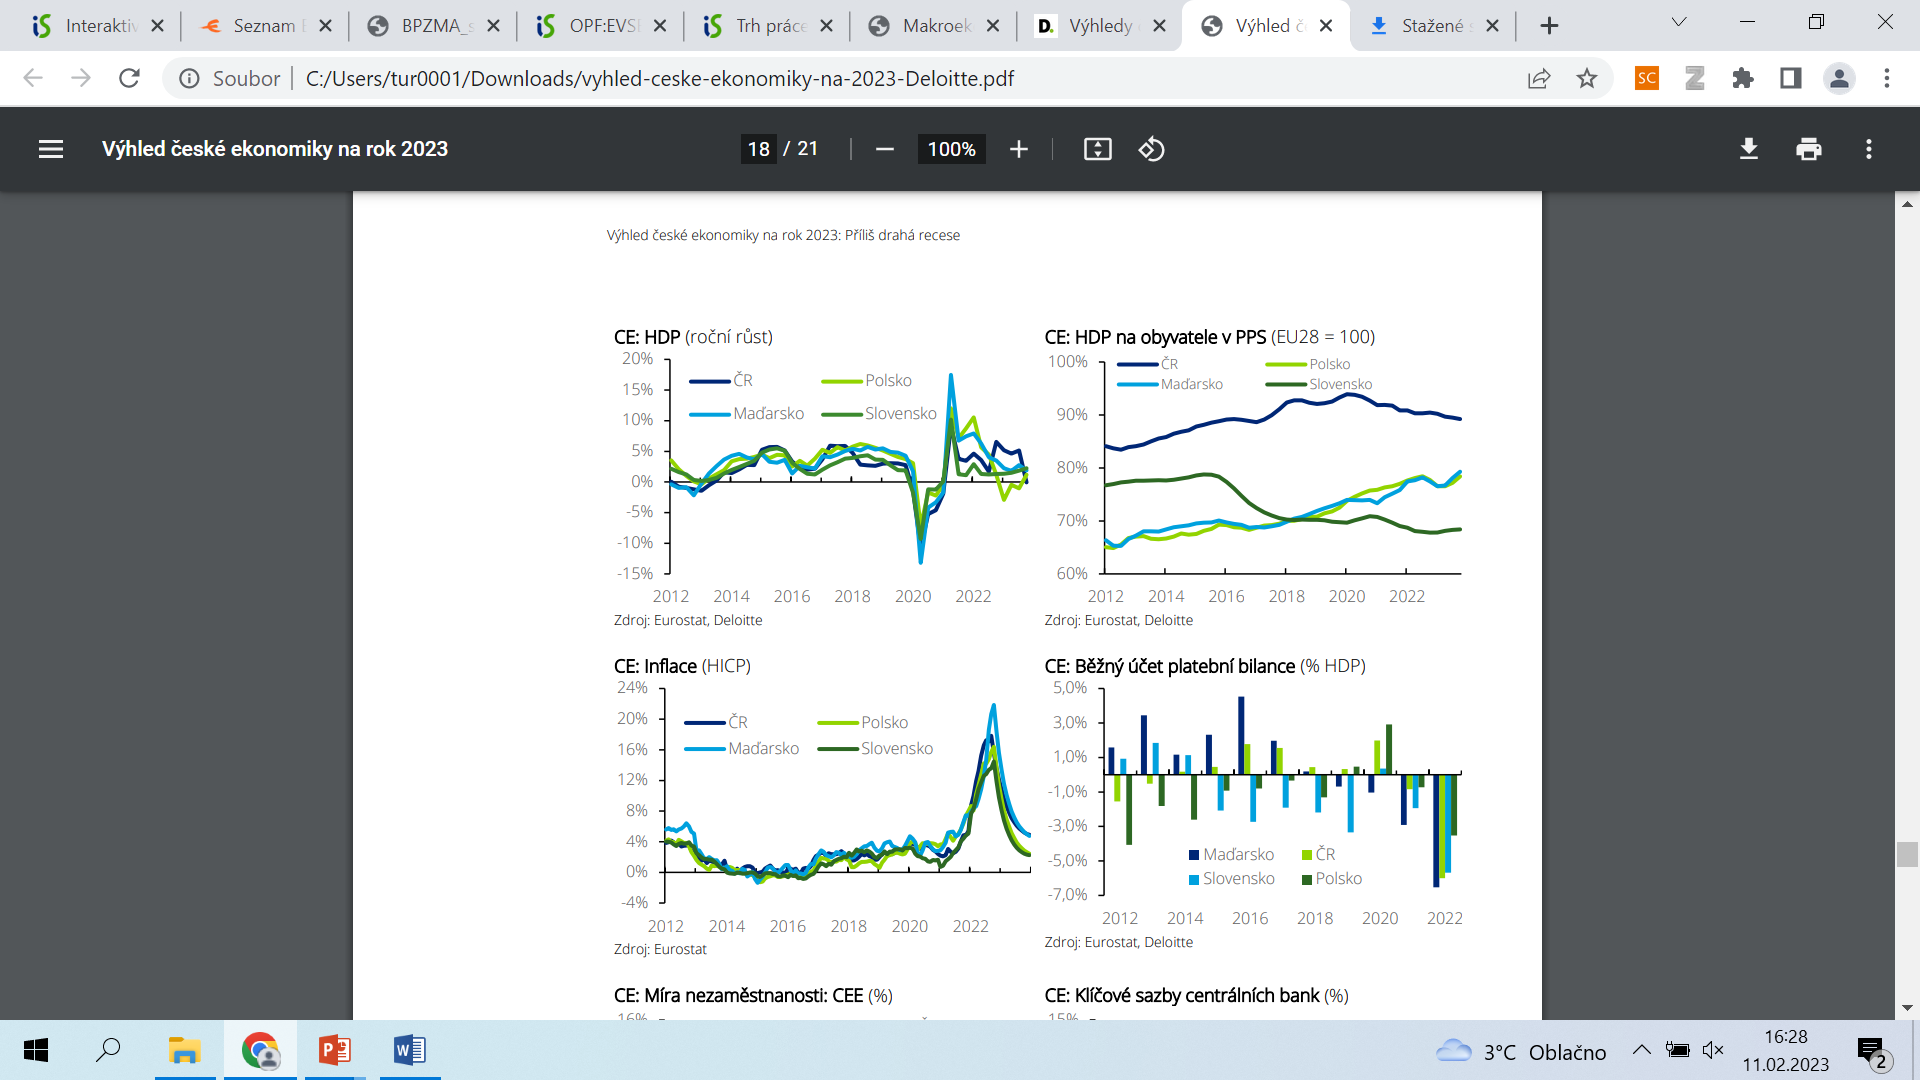 Interaktiv
Seznam
BPZMA_s
OPF:EVS
Trh práce
Makroek
Výhledy
Výhled č
Stažené s
Soubor
C:/Users/tur0001/Downloads/vyhled-ceske-ekonomiky-na-2023-Deloitte.pdf
SC
Výhled české ekonomiky na rok 2023
18 / 21
100%
Výhled české ekonomiky na rok 2023: Příliš drahá recese
CE: HDP (roční růst)
20%
15%
10%
5%
0%
-5%
-10%
-15%
ČR
Polsko
Maďarsko
Slovensko
2012 2014 2016 2018 2020 2022
Zdroj: Eurostat, Deloitte
CE: HDP na obyvatele v PPS (EU28 = 100)
100%
90%
80%
70%
60%
ČR
Polsko
Maďarsko
Slovensko
2012 2014 2016 2018 2020 2022
Zdroj: Eurostat, Deloitte
CE: Inflace (HICP)
24%
20%
16%
12%
8%
4%
0%
-4%
ČR
Polsko
Maďarsko
Slovensko
2012 2014 2016 2018 2020 2022
Zdroj: Eurostat
CE: Běžný účet platební bilance (% HDP)
5,0%
3,0%
1,0%
-1,0%
-3,0%
-5,0%
-7,0%
Maďarsko
ČR
Slovensko
Polsko
2012 2014 2016 2018 2020 2022
Zdroj: Eurostat, Deloitte
CE: Míra nezaměstnanosti: CEE (%)
16%
CE: Klíčové sazby centrálních bank (%)
15%
3°C Oblačno
16:28
11.02.2023
2